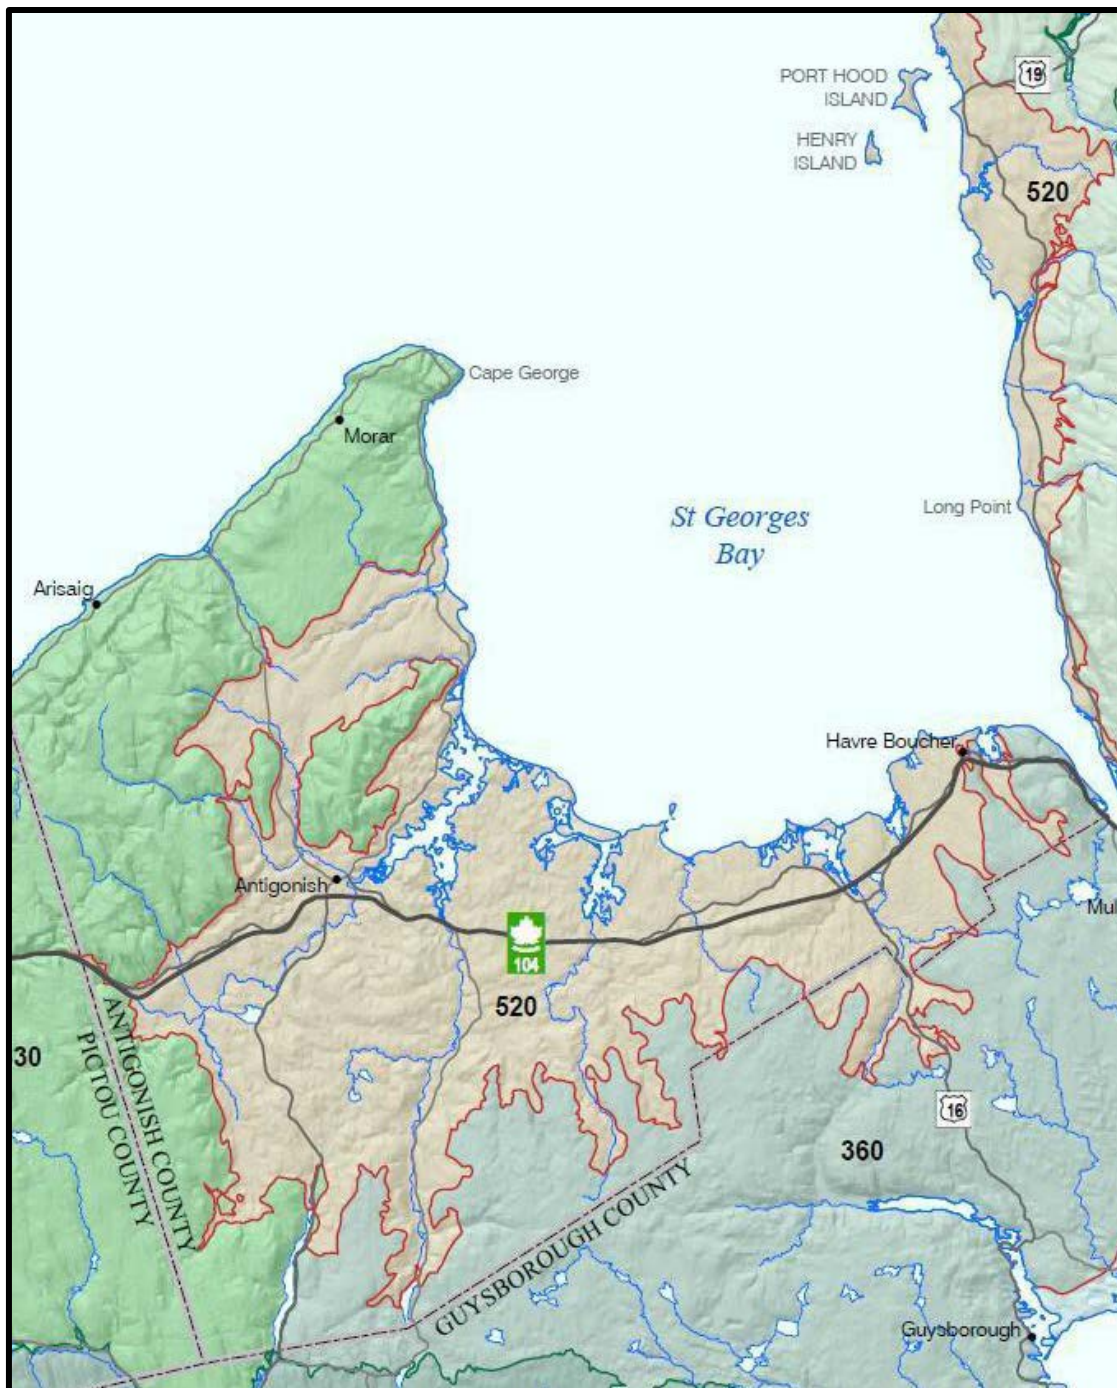 PORT HOOD
ISLAND
19
HENRY
ISLAND
520
Cape George
Morar
Long Point
St Georges
Bay
Arisaig
Havre Boucher
Antigonish
Mul
104
520
30
ANTIGONISH COUNTY
PICTOU COUNTY
16
360
GUYSBOROUGH COUNTY
Guysborough